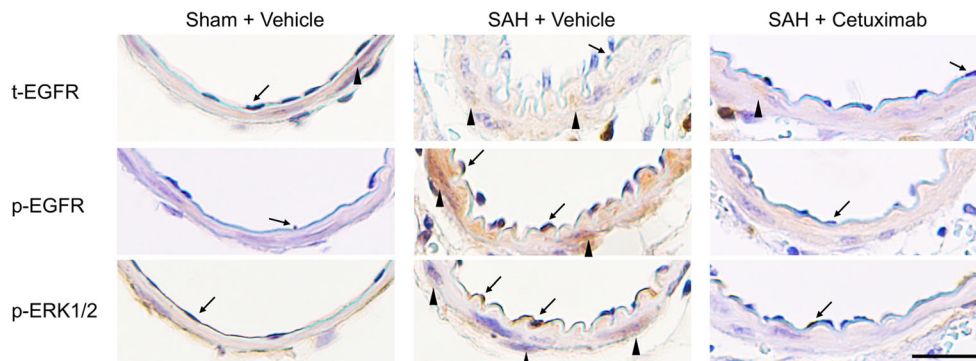 Sham + Vehicle SAH + Vehicle SAH + Cetuximab
t-EGFR
p-EGFR
p-ERK1/2